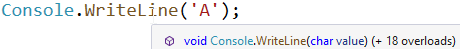 Console.WriteLine('A');
void Console.WriteLine(char value) (+ 18 overloads)